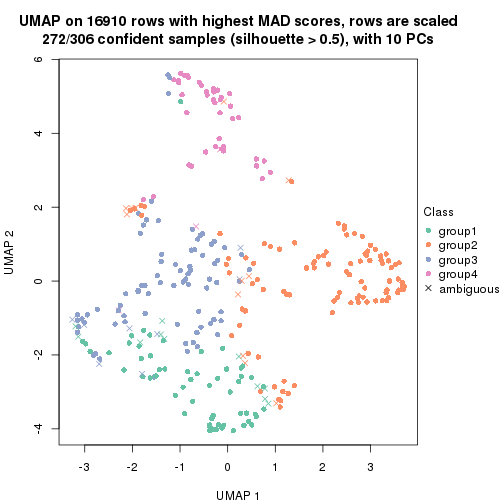 UMAP on 16910 rows with highest MAD scores, rows are scaled
272/306 confident samples (silhouette > 0.5), with 10 PCs
6
4
2
0
-2
-4
UMAP 2
-3
-2
-1
0
1
2
3
UMAP 1
Class
group1
group2
group3
group4
ambiguous